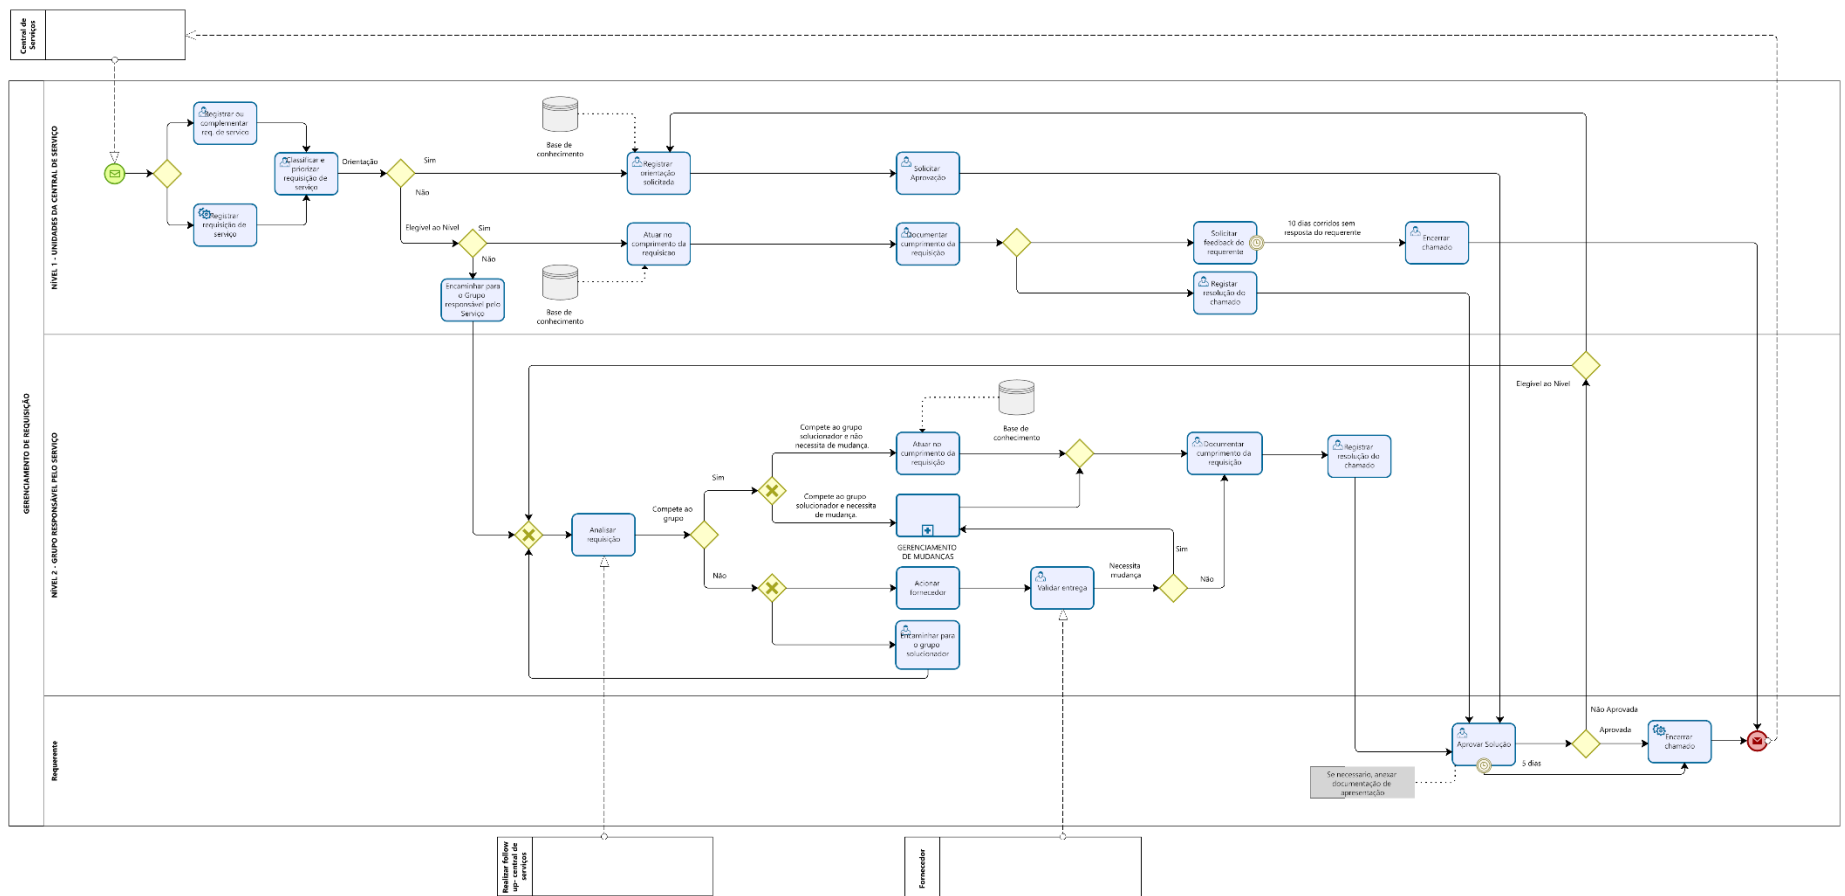 Central de
Serviços
GERENCIAMENTO DE REQUISIÇÃO
NÍVEL 1 - UNIDADES DA CENTRAL DE SERVIÇO
Registrar ou
complementar
req. de servico
Registrar
requisição de
serviço
Classificar e
priorizar
requisição de
serviço
Orientação
Sim
Não
Elegível ao Nível
Sim
Não
Encaminhar para
o Grupo
responsável pelo
Serviço
Base de
conhecimento
Registrar
orientação
solicitada
Solicitar
Aprovação
Atuar no
comprimento da
requisicao
Base de
conhecimento
Documentar
cumprimento da
requisição
Solicitar
feedback do
requerente
10 dias corridos sem
resposta do requerente
Encerrar
chamado
Registar
resolução do
chamado
NÍVEL 2 - GRUPO RESPONSÁVEL PELO SERVIÇO
Elegível ao Nível
Analisar
requisição
Compete ao
grupo
Sim
Não
Compete ao grupo
solucionador e não
necessita de mudança.
Compete ao grupo
solucionador e necessita
de mudança.
Atuar no
cumprimento da
requisição
Base de
conhecimento
GERENCIAMENTO
DE MUDANÇAS
Documentar
cumprimento da
requisição
Registrar
resolução do
chamado
Acionar
fornecedor
Validar entrega
Necessita
mudança
Sim
Não
Encaminhar para
o grupo
solucionador
Requerente
Aprovar Solução
5 dias
Não Aprovada
Aprovada
Encerrar
chamado
Se necessario, anexar
documentação de
apresentação
Realizar follow
up- central de
serviços
Fornecedor